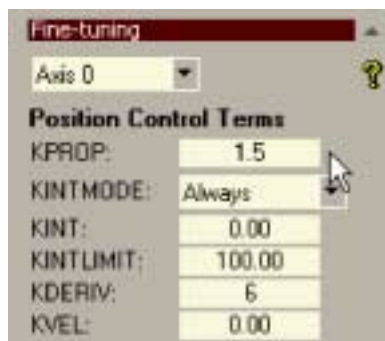 Fine-tuning
Axis 0
?
Position Control Terms
KPROP: 1.5
KINTMODE: Always
KINT: 0.00
KINTLIMIT: 100.00
KDERIV: 6
KVEL: 0.00